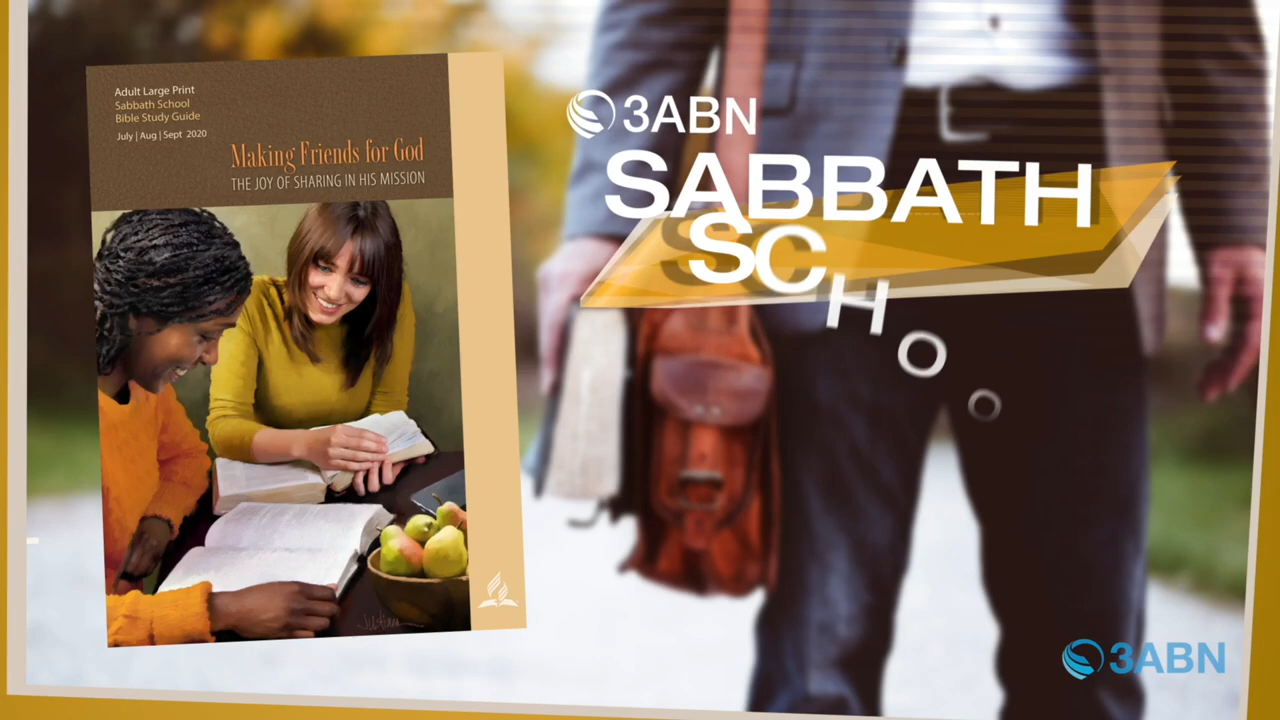 Adult Large Print
Sabbath School
Bible Study Guide
July | Aug | Sept 2020
Making Friends for God
THE JOY OF SHARING IN HIS MISSION
3ABN
SABBATH
SCHOO
3ABN